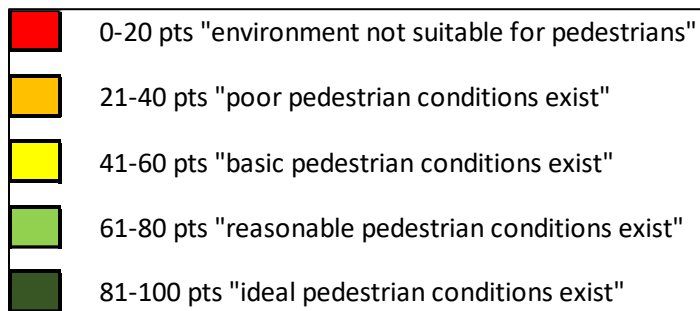 0-20 pts "environment not suitable for pedestrians"
21-40 pts "poor pedestrian conditions exist"
41-60 pts "basic pedestrian conditions exist"
61-80 pts "reasonable pedestrian conditions exist"
81-100 pts "ideal pedestrian conditions exist"